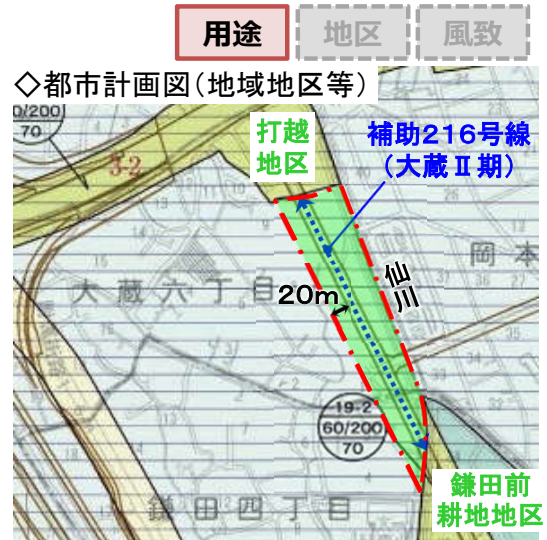 用途
地区
風致
◇都市計画図(地域地区等)
0/200
70
3・2
打越
地区
補助216号線
(大蔵Ⅱ期)
岡本
大蔵六丁目
20m
仙川
19-2
60/200
70
鎌田四丁目
鎌田前
耕地地区